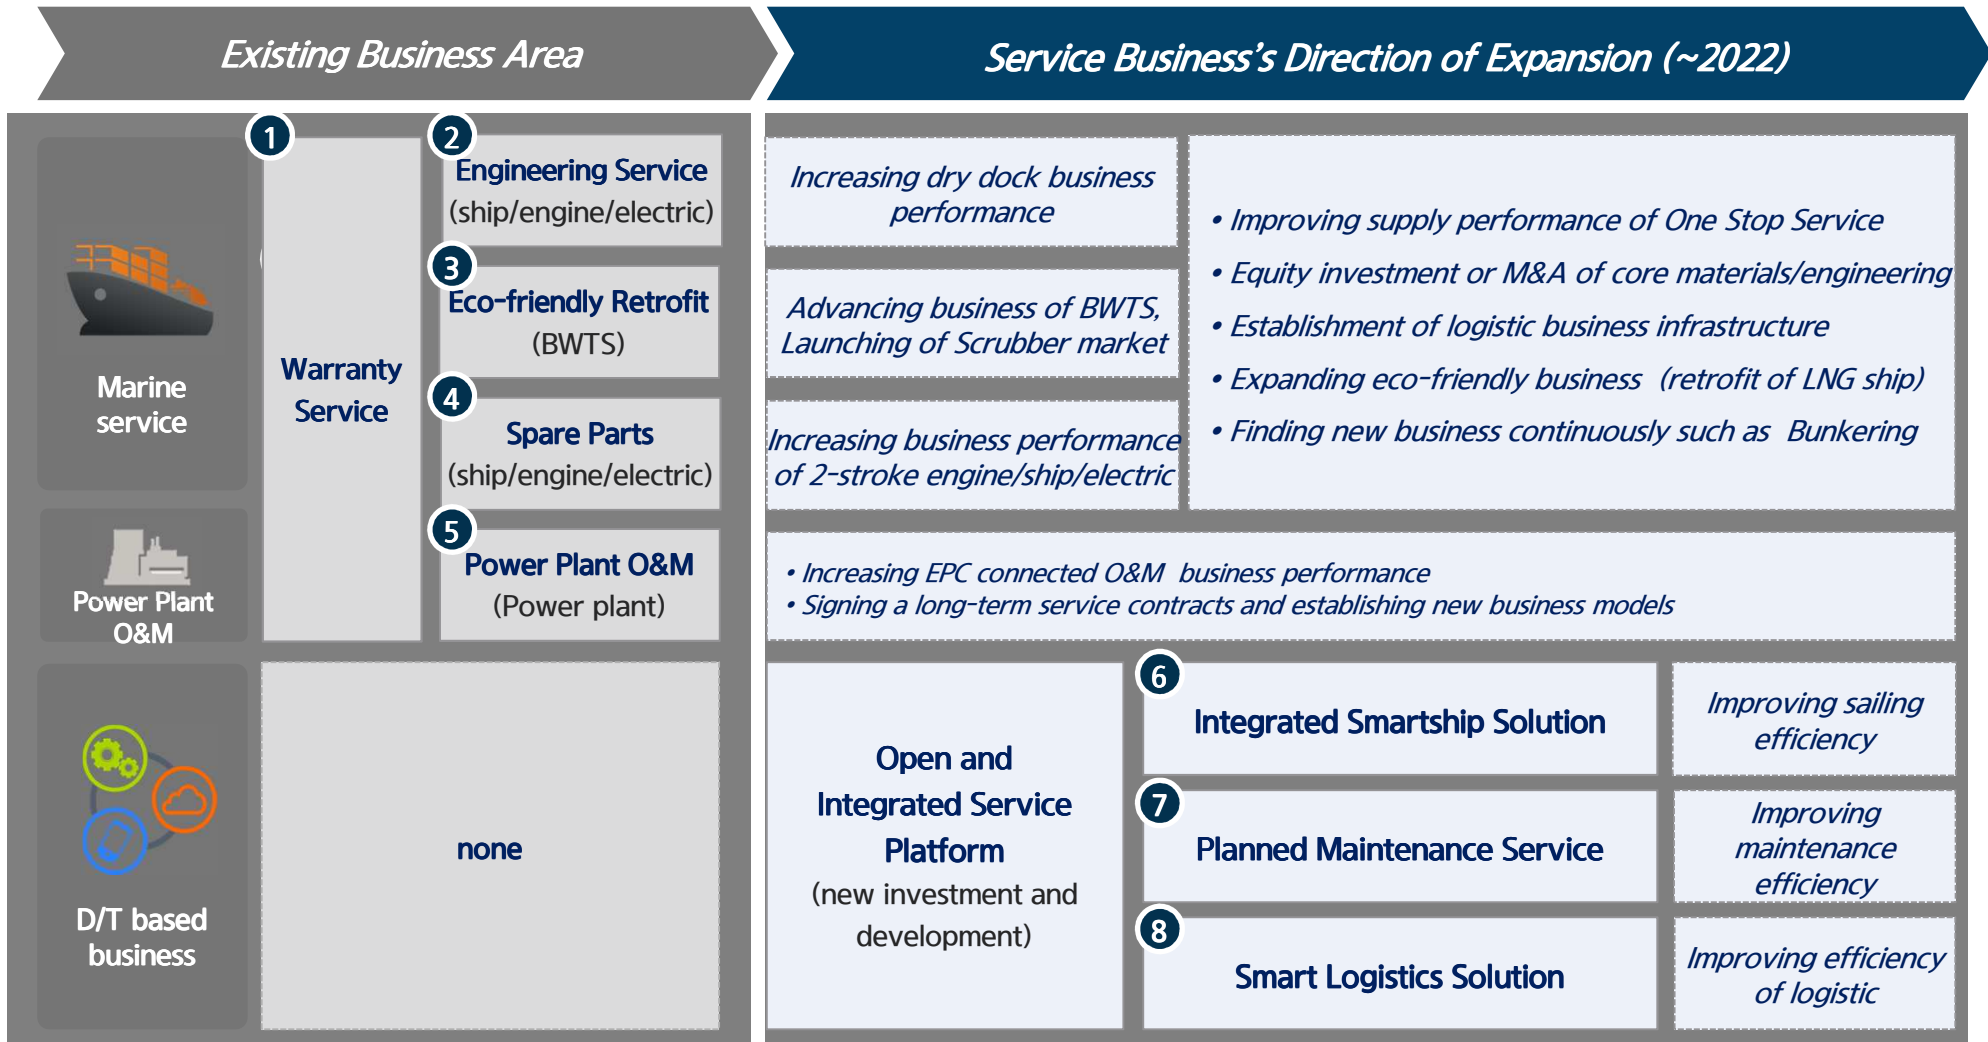 Existing Business Area
Service Business's Direction of Expansion (~2022)
Marine
service
1
Warranty
Service
2
Engineering Service
(ship/engine/electric)
3
Eco-friendly Retrofit
(BWTS)
4
Spare Parts
(ship/engine/electric)
Increasing dry dock business
performance
Advancing business of BWTS,
Launching of Scrubber market
Increasing business performance
of 2-stroke engine/ship/electric
• Improving supply performance of One Stop Service
• Equity investment or M&A of core materials/engineering
• Establishment of logistic business infrastructure
• Expanding eco-friendly business (retrofit of LNG ship)
• Finding new business continuously such as Bunkering
Power Plant
O&M
5
Power Plant O&M
(Power plant)
• Increasing EPC connected O&M business performance
• Signing a long-term service contracts and establishing new business models
D/T based
business
none
Open and
Integrated Service
Platform
(new investment and
development)
6
Integrated Smartship Solution
Improving sailing
efficiency
7
Planned Maintenance Service
Improving
maintenance
efficiency
8
Smart Logistics Solution
Improving efficiency
of logistic